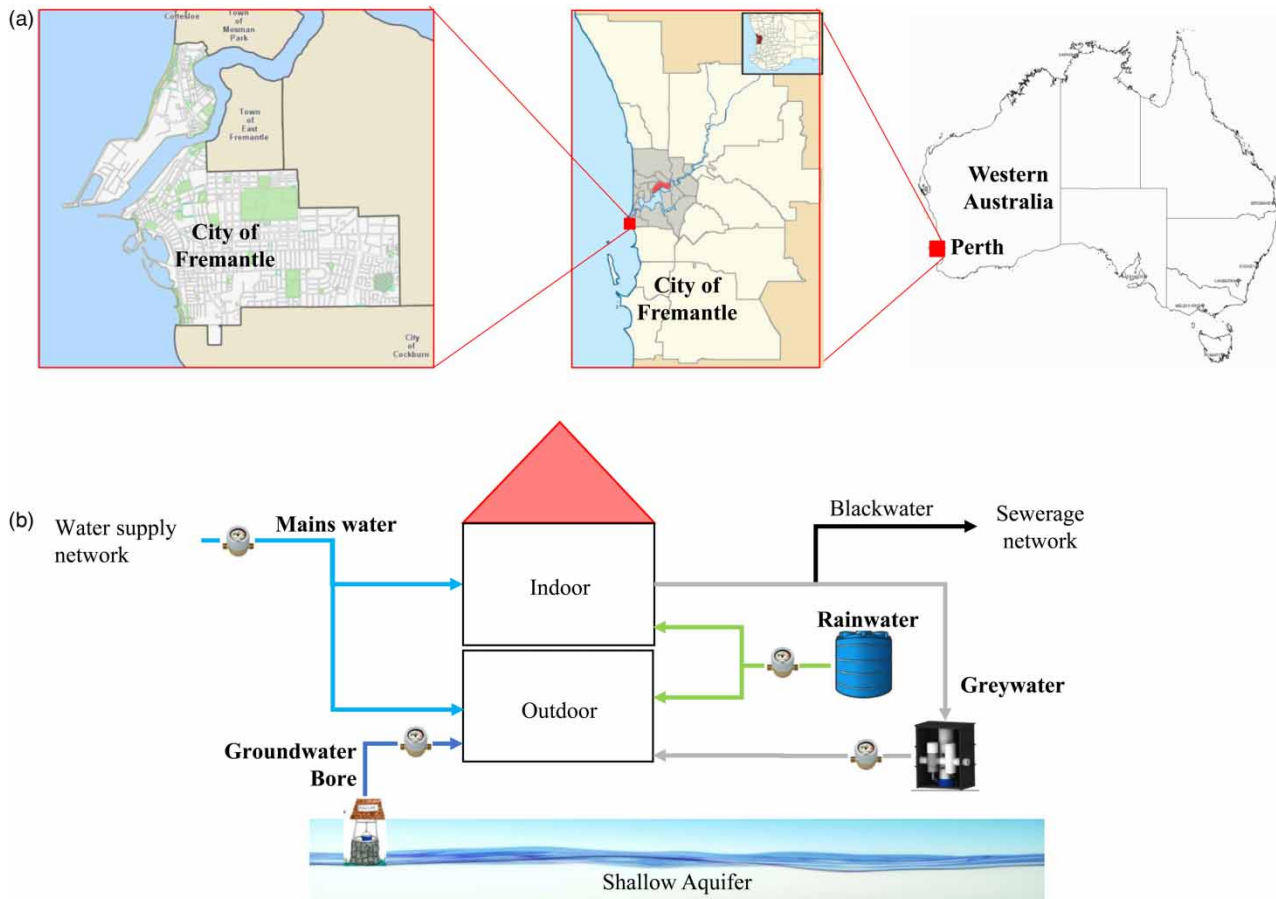 (a)
Cottesloe
Town
of
Mosman
Park
Town
of
East
Fremantle
City of
Fremantle
City
of
Cockburn
City of
Fremantle
Western
Australia
Perth
(b)
Water supply
network
Mains water
Indoor
Outdoor
Blackwater
Sewerage
network
Rainwater
Greywater
Groundwater
Bore
Shallow Aquifer